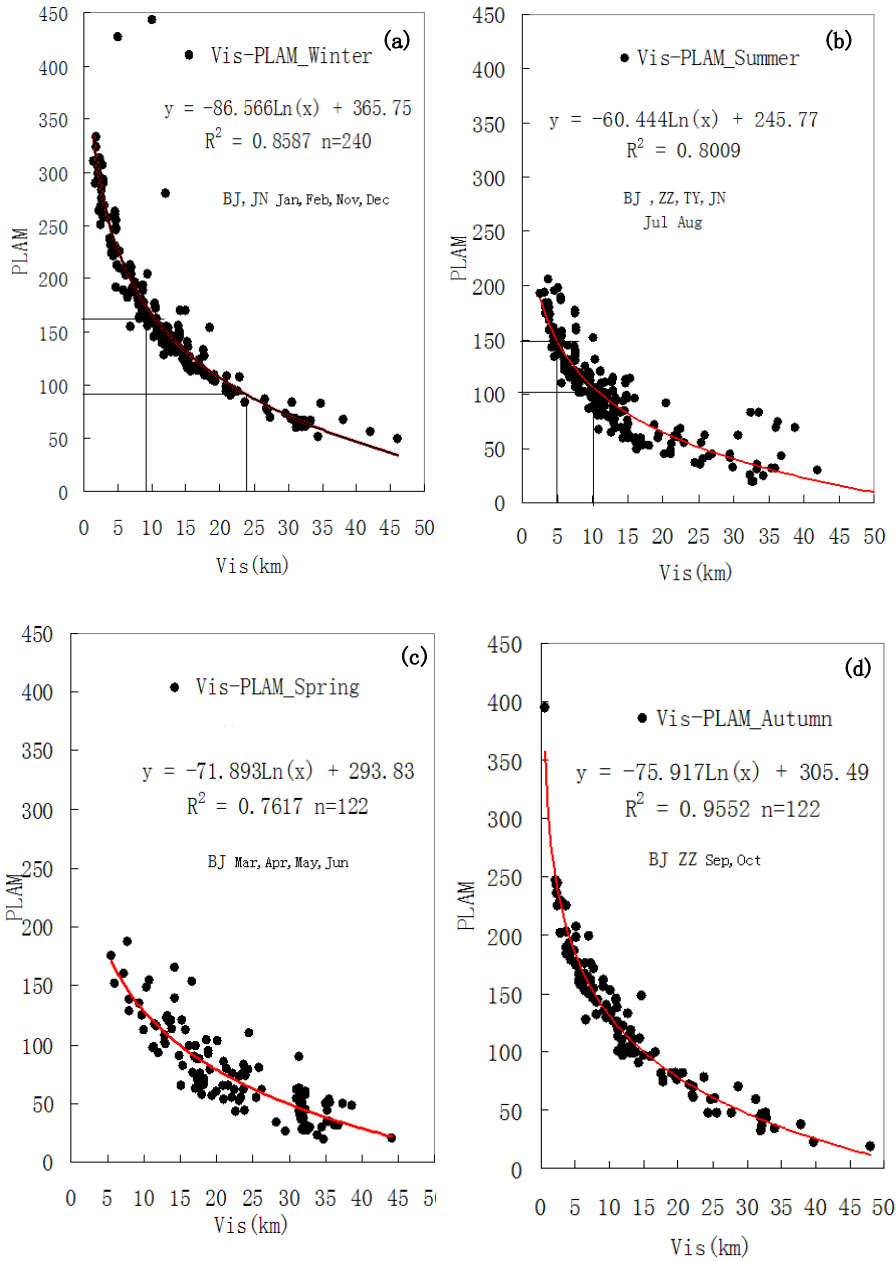 (a)
Vis-PLAM_Winter
y = -86.566Ln(x) + 365.75
R2 = 0.8587 n=240
BJ,JN Jan,Feb,Nov,Dec
PLAM
450
400
350
300
250
200
150
100
50
0
0 5 10 15 20 25 30 35 40 45 50
Vis(km)
(b)
Vis-PLAM_Summer
y = -60.444Ln(x) + 245.77
R2 = 0.8009
BJ ,ZZ,TY,JN
Jul Aug
PLAM
450
400
350
300
250
200
150
100
50
0
0 5 10 15 20 25 30 35 40 45 50
Vis(km)
(c)
Vis-PLAM_Spring
y = -71.893Ln(x) + 293.83
R2 = 0.7617 n=122
BJ Mar,Apr,May,Jun
PLAM
450
400
350
300
250
200
150
100
50
0
0 5 10 15 20 25 30 35 40 45 50
Vis(km)
(d)
Vis-PLAM_Autumn
y = -75.917Ln(x) + 305.49
R2 = 0.9552 n=122
BJ ZZ Sep,Oct
PLAM
450
400
350
300
250
200
150
100
50
0
0 5 10 15 20 25 30 35 40 45 50
Vis(km)